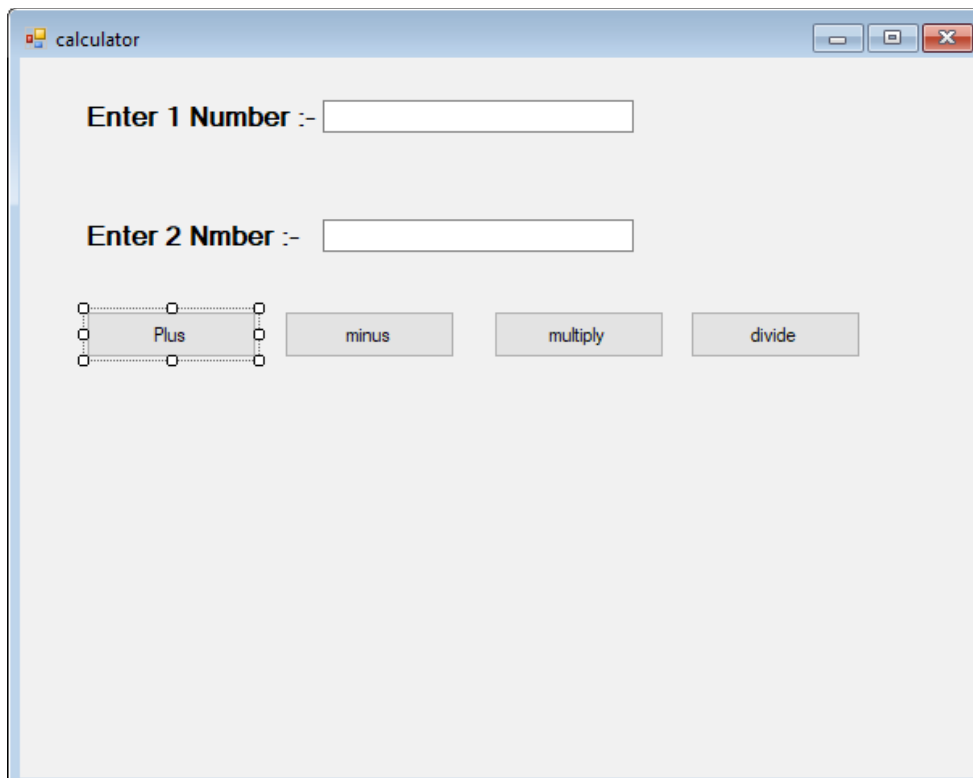 calculator
Enter 1 Number :-
Enter 2 Nmber :-
Plus minus multiply divide